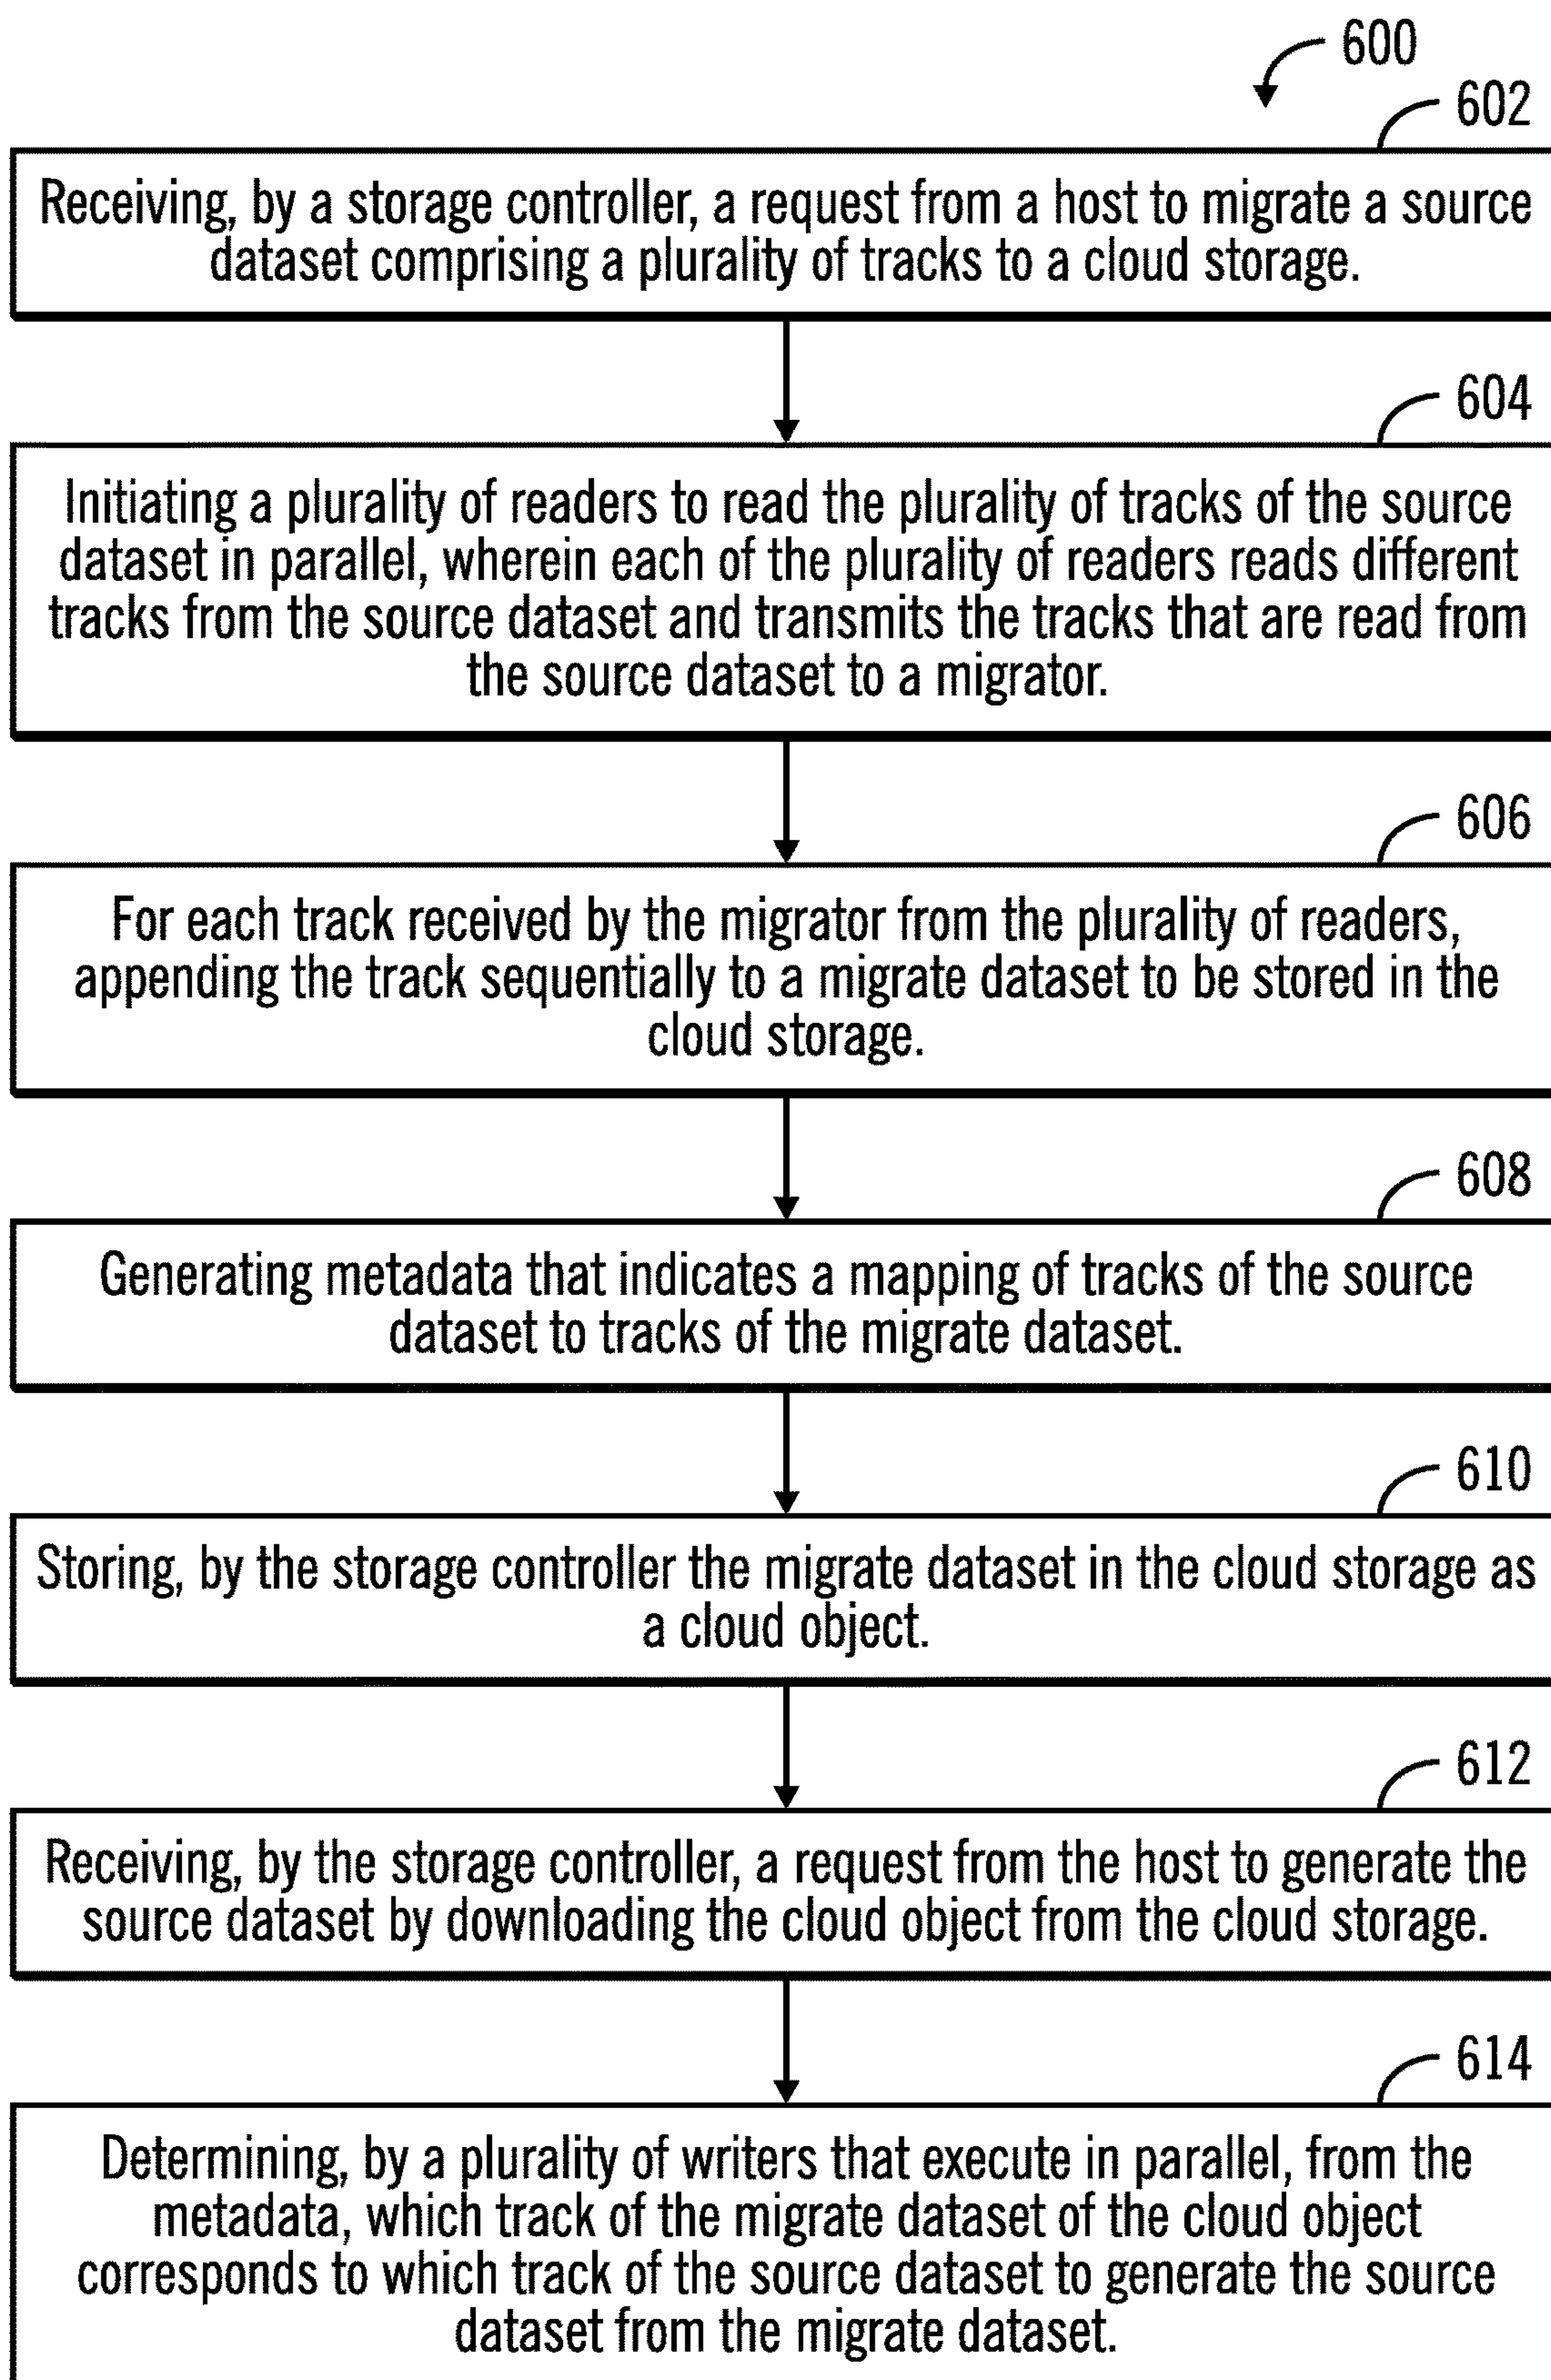 600
602
Receiving, by a storage controller, a request from a host to migrate a source
dataset comprising a plurality of tracks to a cloud storage.
604
Initiating a plurality of readers to read the plurality of tracks of the source
dataset in parallel, wherein each of the plurality of readers reads different
tracks from the source dataset and transmits the tracks that are read from
the source dataset to a migrator.
606
For each track received by the migrator from the plurality of readers,
appending the track sequentially to a migrate dataset to be stored in the
cloud storage.
608
Generating metadata that indicates a mapping of tracks of the source
dataset to tracks of the migrate dataset.
610
Storing, by the storage controller the migrate dataset in the cloud storage as
a cloud object.
612
Receiving, by the storage controller, a request from the host to generate the
source dataset by downloading the cloud object from the cloud storage.
614
Determining, by a plurality of writers that execute in parallel, from the
metadata, which track of the migrate dataset of the cloud object
corresponds to which track of the source dataset to generate the source
dataset from the migrate dataset.